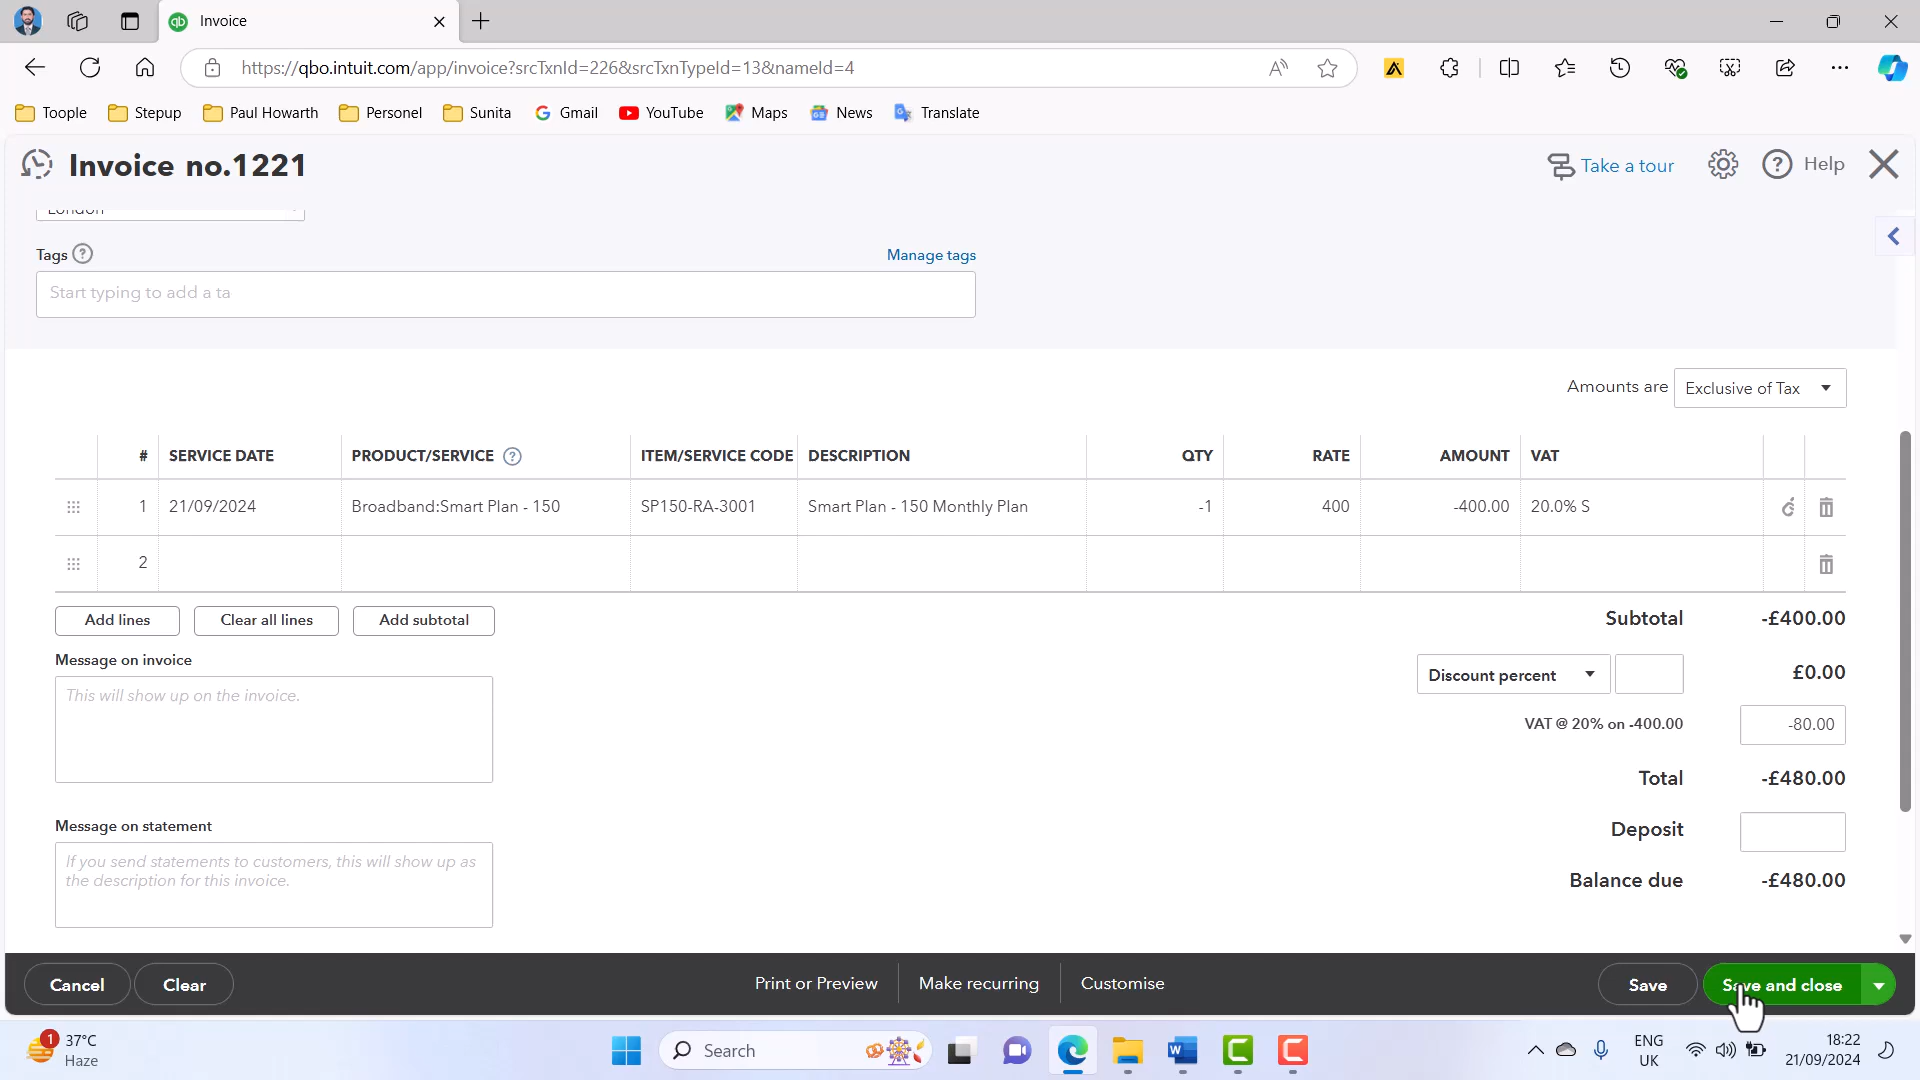 Invoice
https://qbo.intuit.com/app/invoice?srcTxnId=226&srcTxnTypeId=13&nameId=4
Toople Stepup Paul Howarth Personel Sunita Gmail YouTube Maps News Translate
Invoice no.1221
Take a tour Help
London
Tags
Manage tags
Start typing to add a ta
Amounts are Exclusive of Tax
# SERVICE DATE PRODUCT/SERVICE ITEM/SERVICE CODE DESCRIPTION QTY RATE AMOUNT VAT
1 21/09/2024 Broadband:Smart Plan - 150 SP150-RA-3001 Smart Plan - 150 Monthly Plan -1 400 -400.00 20.0% S
2
Add lines Clear all lines Add subtotal Subtotal -£400.00
Message on invoice
This will show up on the invoice.
Discount percent £0.00
VAT @ 20% on -400.00 -80.00
Total -£480.00
Message on statement
Deposit
If you send statements to customers, this will show up as
the description for this invoice.
Balance due -£480.00
Cancel Clear Print or Preview Make recurring Customise Save Save and close
1 37°C
Haze
Search
ENG
UK
18:22
21/09/2024